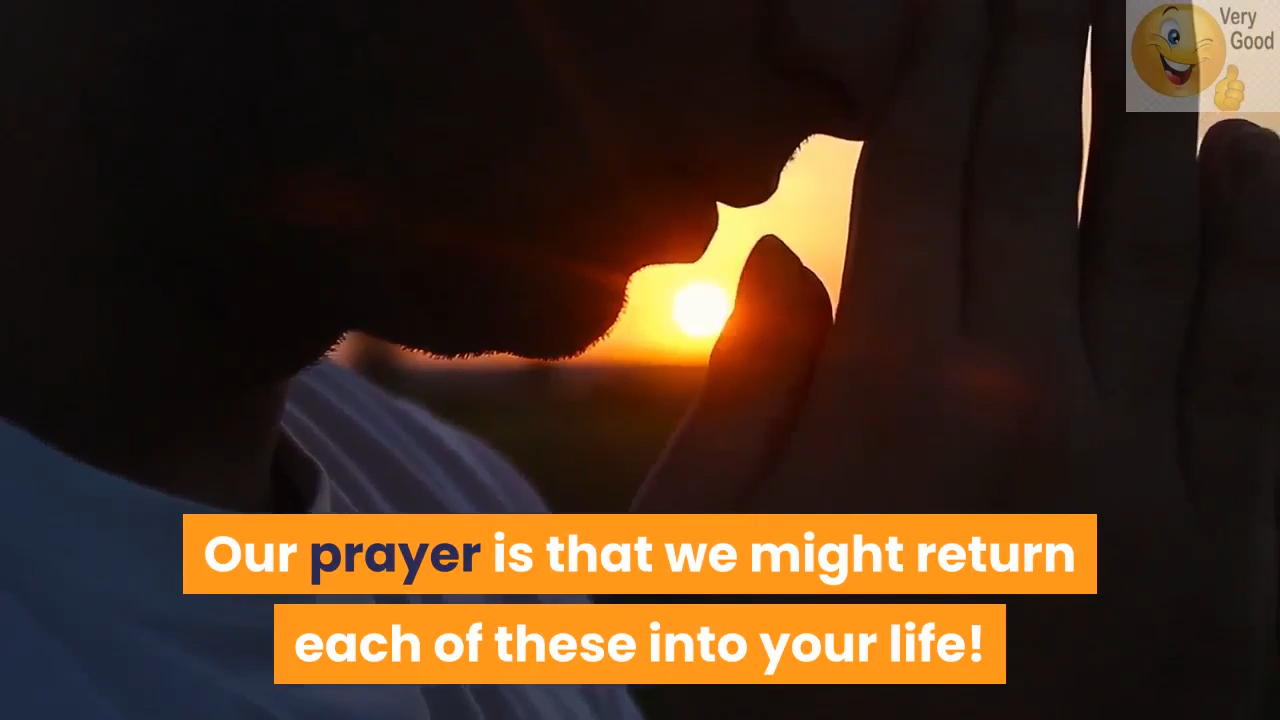 Very
Good
Our prayer is that we might return
each of these into your life!